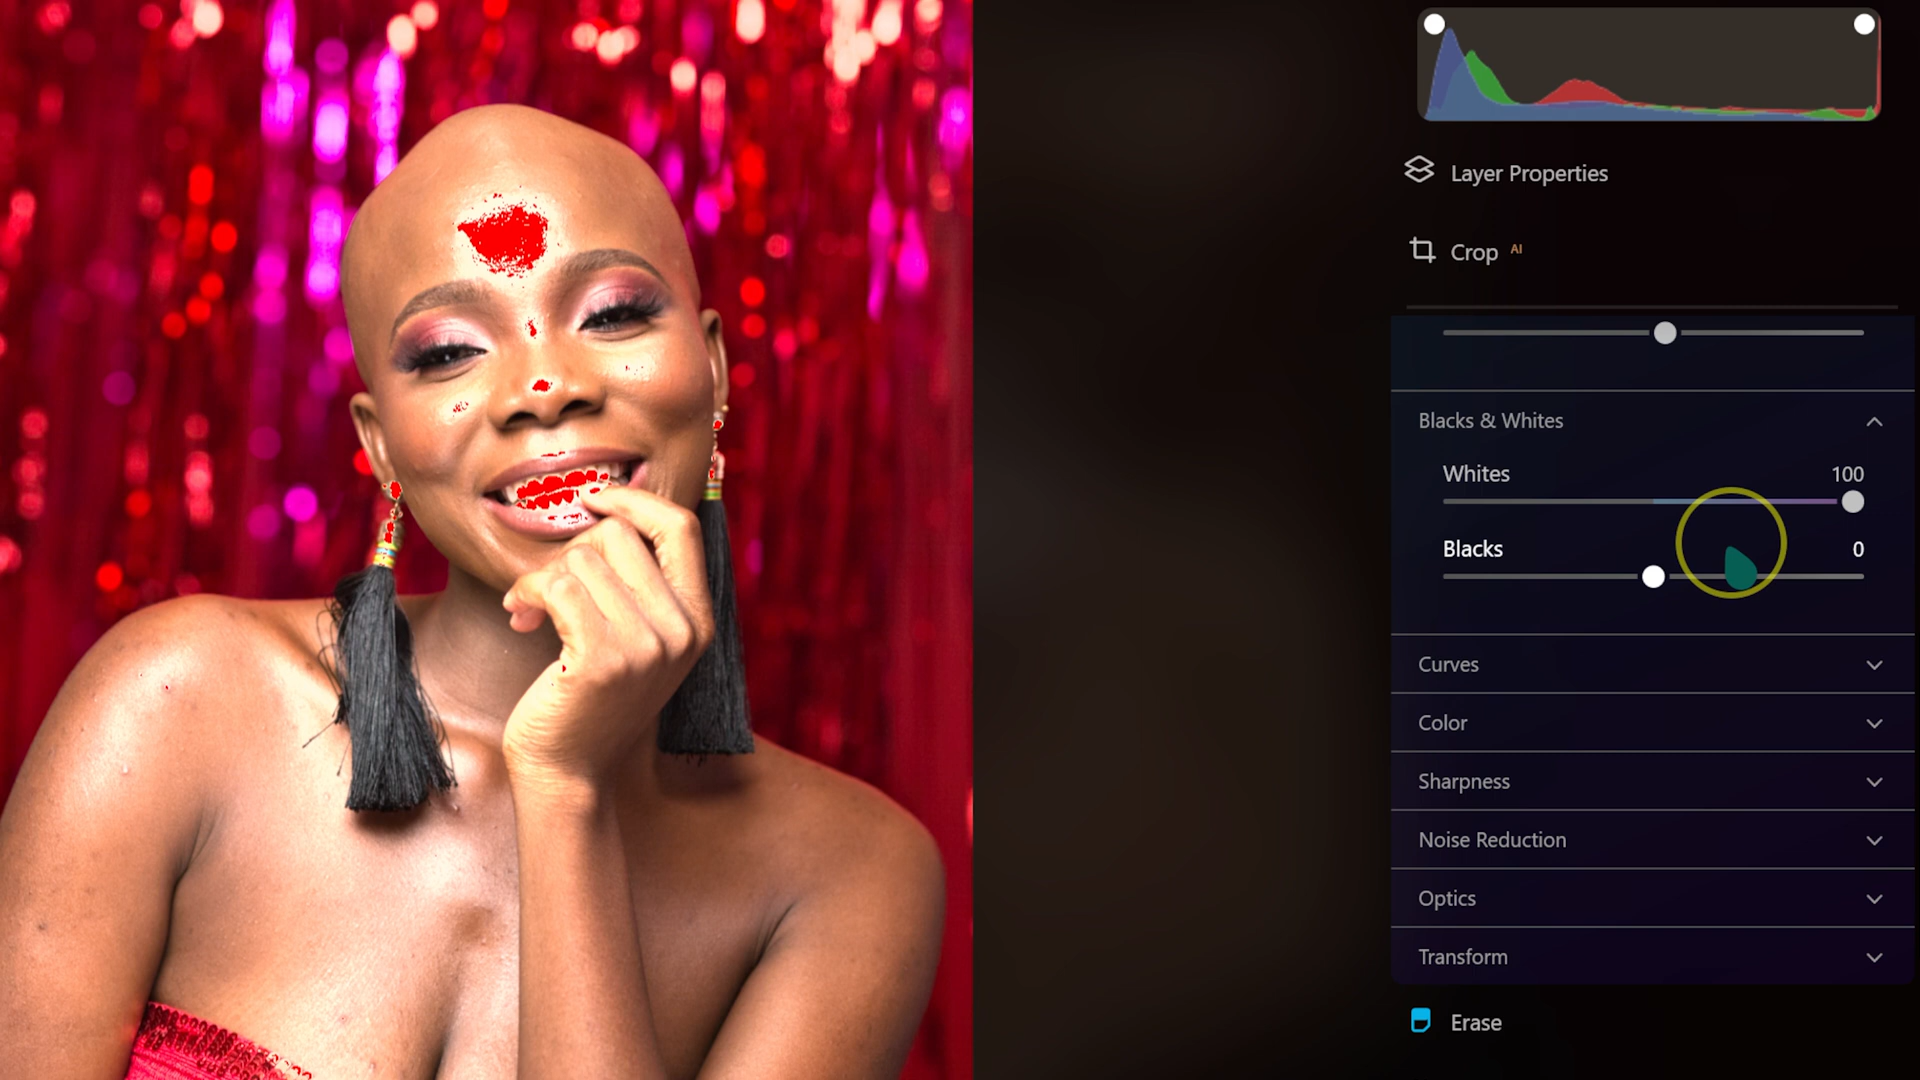 Layer Properties
Crop AI
Blacks & Whites
Whites 100
Blacks 0
Curves
Color
Sharpness
Noise Reduction
Optics
Transform
Erase